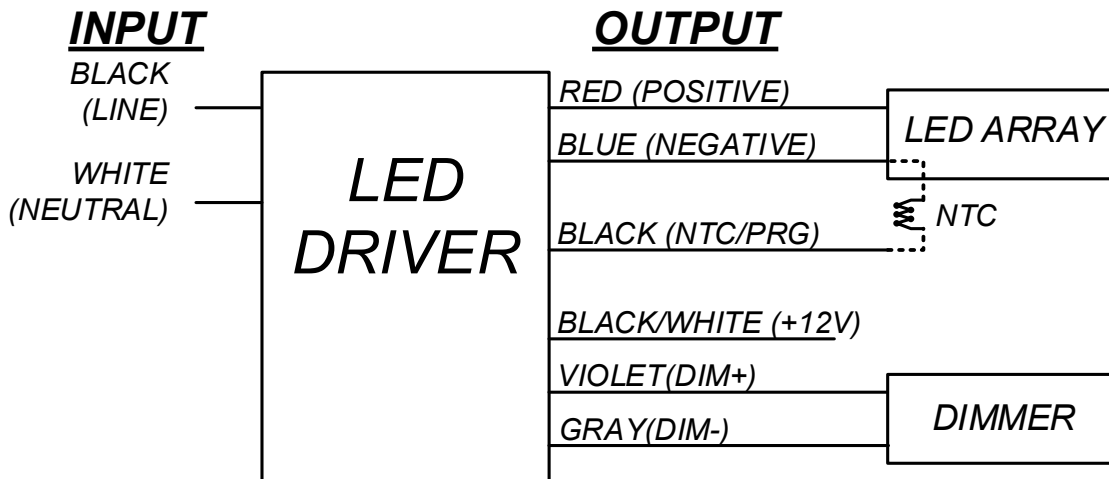 INPUT
OUTPUT
BLACK
(LINE)
WHITE
(NEUTRAL)
LED
DRIVER
RED (POSITIVE)
BLUE (NEGATIVE)
BLACK (NTC/PRG)
BLACK/WHITE (+12V)
VIOLET(DIM+)
GRAY(DIM-)
LED ARRAY
NTC
DIMMER